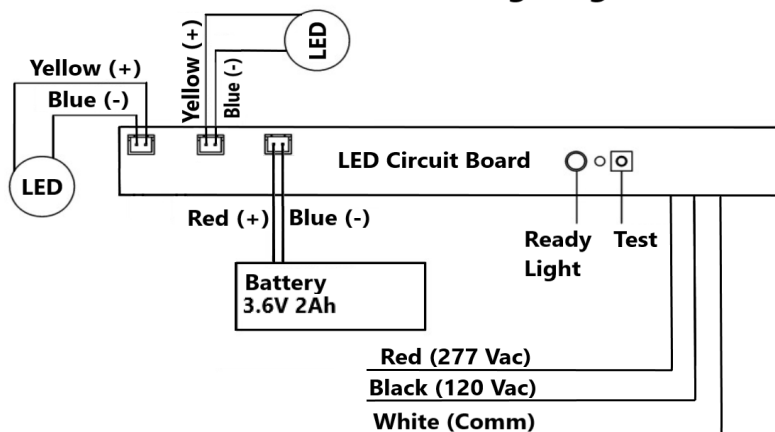 LED
Yellow (+)
Blue (-)
Yellow (+)
Blue (-)
LED
LED Circuit Board
Red (+) Blue (-)
Ready Light
Test
Battery
3.6V 2Ah
Red (277 Vac)
Black (120 Vac)
White (Comm)